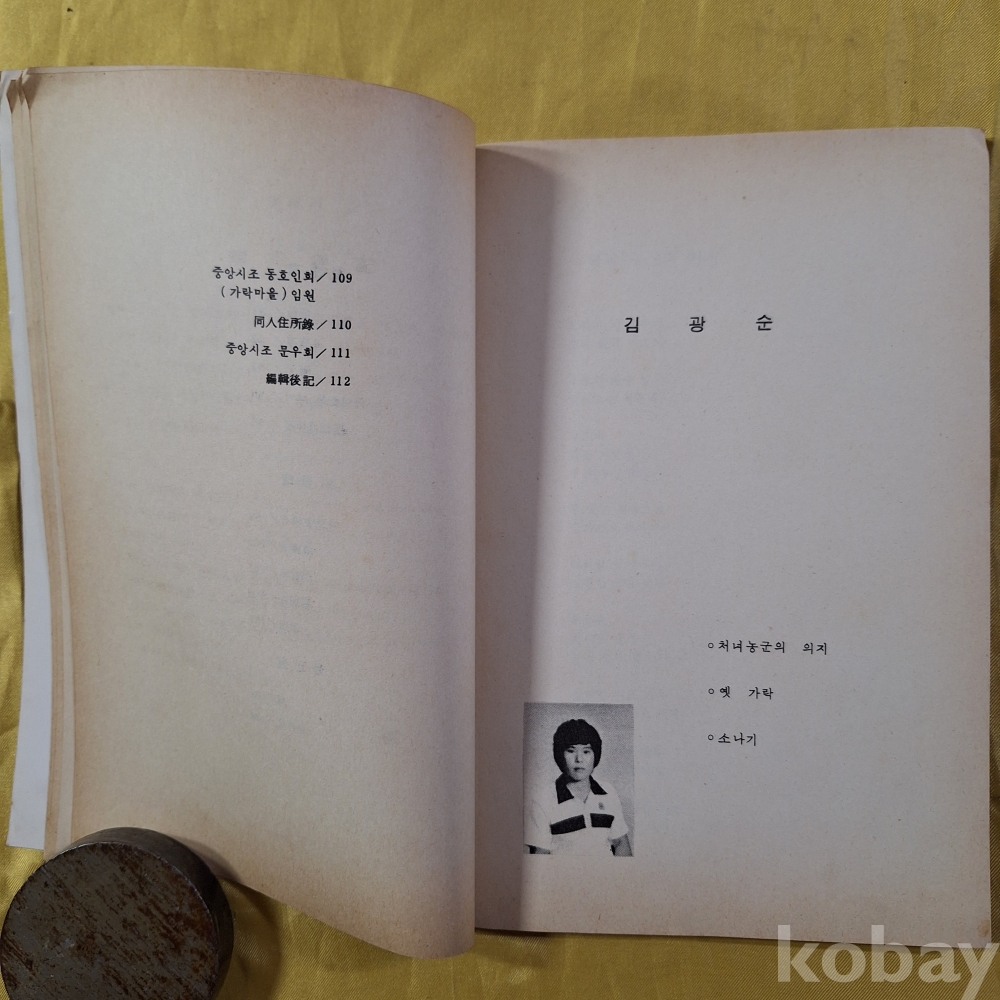 중앙시조 동호인회/109
(가락마을)임원
同人住所錄/110
중앙시조 문우회/111
編輯後記/112
김 광 순
○처녀농군의 의지
○옛 가락
○소나기
kobay